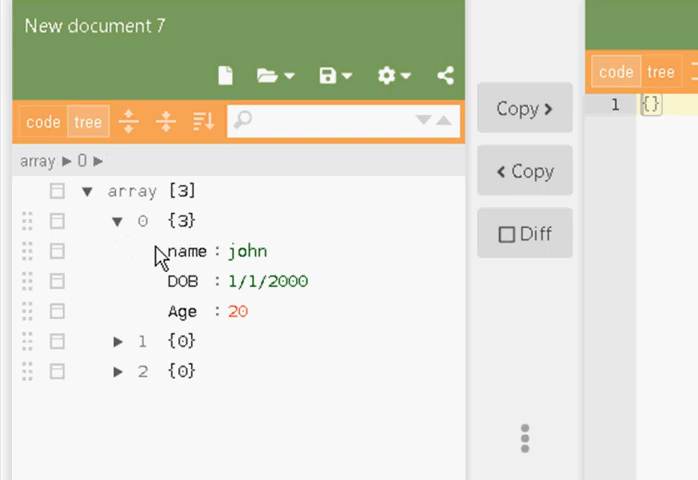 New document 7
code tree
array ▶ 0 ▶
array [3]
0 {3}
name : john
DOB : 1/1/2000
Age : 20
1 {0}
2 {0}
Copy >
< Copy
Diff
code tree
1 {}